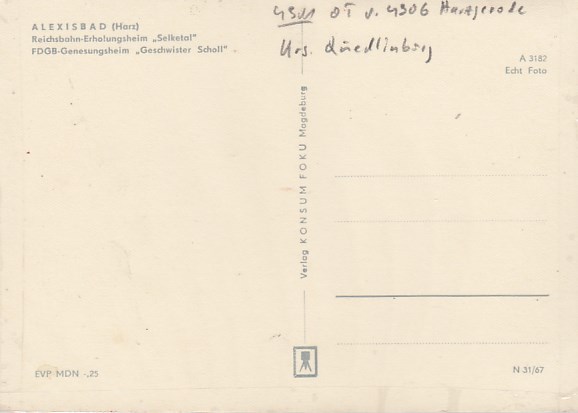 4501 OT v. 4306 Harzgerode
Krs. Quedlinburg
ALEXISBAD (Harz)
Reichsbahn-Erholungsheim „Selketal"
FDGB-Genesungsheim „Geschwister Scholl"
A 3182
Echt Foto
Verlag KONSUM FOKU Magdeburg
EVP MDN -,25
N 31/67